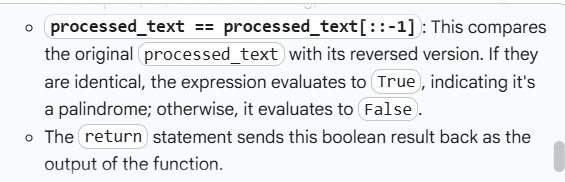 processed_text == processed_text[::-1]: This compares
the original processed_text with its reversed version. If they
are identical, the expression evaluates to True, indicating it's
a palindrome; otherwise, it evaluates to False.
The return statement sends this boolean result back as the
output of the function.